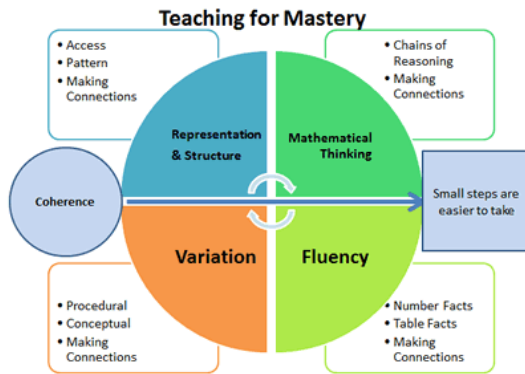 Teaching for Mastery
• Access
• Pattern
• Making
Connections
• Chains of
Reasoning
• Making
Connections
Representation
& Structure
Mathematical
Thinking
Coherence
Small steps are
easier to take
Variation
Fluency
• Procedural
• Conceptual
• Making
Connections
• Number Facts
• Table Facts
• Making
Connections